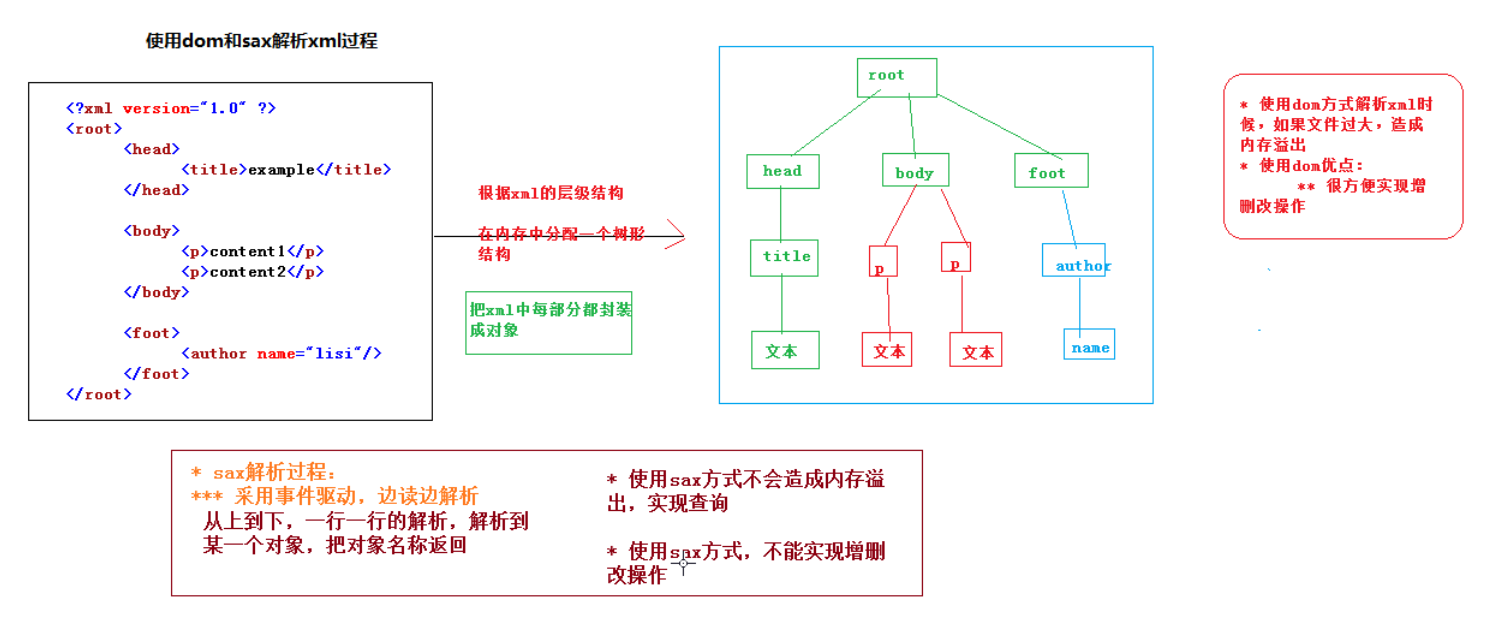 使用dom和sax解析xml过程
<?xml version="1.0" ?>
<root>
<head>
<title>example</title>
</head>
<body>
<p>content1</p>
<p>content2</p>
</body>
<foot>
<author name="lisi"/>
</foot>
</root>
根据xml的层级结构
在内存中分配一个树形
结构
把xml中每部分都封装
成对象
root
head
body
foot
title
p
p
author
文本
文本
文本
name
* 使用dom方式解析xml时
候，如果文件过大，造成
内存溢出
* 使用dom优点：
** 很方便实现增
删改操作
* sax解析过程：
*** 采用事件驱动，边读边解析
从上到下，一行一行的解析，解析到
某一个对象，把对象名称返回
* 使用sax方式不会造成内存溢
出，实现查询
* 使用sax方式，不能实现增删
改操作